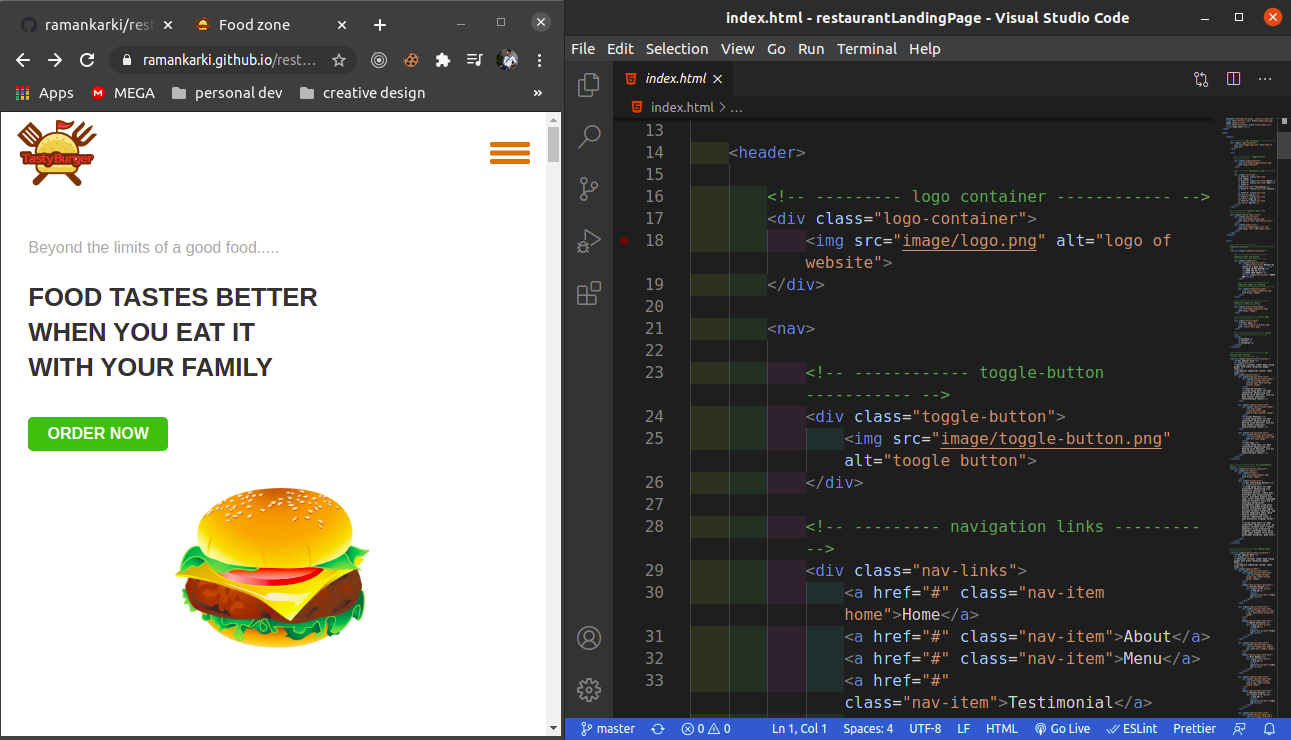 ramankarki/rest
Food zone
ramankarki.github.io/rest…
Apps
MEGA
personal dev
creative design
»
TastyBurger
Beyond the limits of a good food.....
FOOD TASTES BETTER
WHEN YOU EAT IT
WITH YOUR FAMILY
ORDER NOW
index.html - restaurantLandingPage - Visual Studio Code
File Edit Selection View Go Run Terminal Help
index.html
index.html > ...
13
14 <header>
15
16 <!-- --------- logo container ------------ -->
17 <div class="logo-container">
18 <img src="image/logo.png" alt="logo of
website">
19 </div>
20
21 <nav>
22
23 <!-- ------------ toggle-button
----------- -->
24 <div class="toggle-button">
25 <img src="image/toggle-button.png"
alt="toogle button">
26 </div>
27
28 <!-- --------- navigation links ---------
-->
29 <div class="nav-links">
30 <a href="#" class="nav-item
home">Home</a>
31 <a href="#" class="nav-item">About</a>
32 <a href="#" class="nav-item">Menu</a>
33 <a href="#"
class="nav-item">Testimonial</a>
master 0 0 Ln 1, Col 1 Spaces: 4 UTF-8 LF HTML Go Live ESLint Prettier